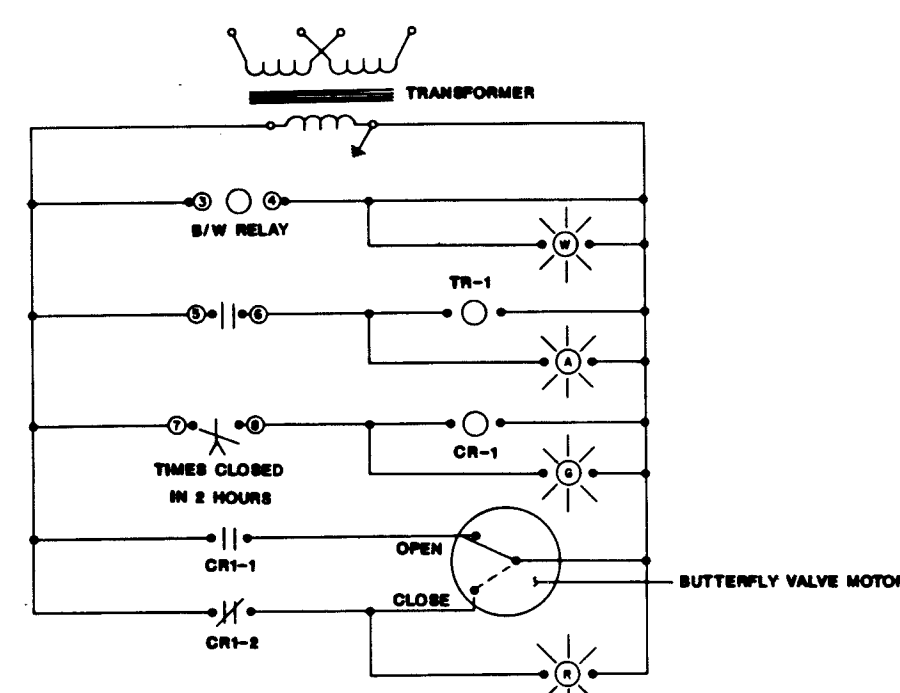 TRANSFORMER
3 4
B/W RELAY
W
TR-1
5 6
A
7 8
CR-1
TIMES CLOSED
IN 2 HOURS
G
OPEN
CR1-1
BUTTERFLY VALVE MOTOR
CLOSE
CR1-2
R